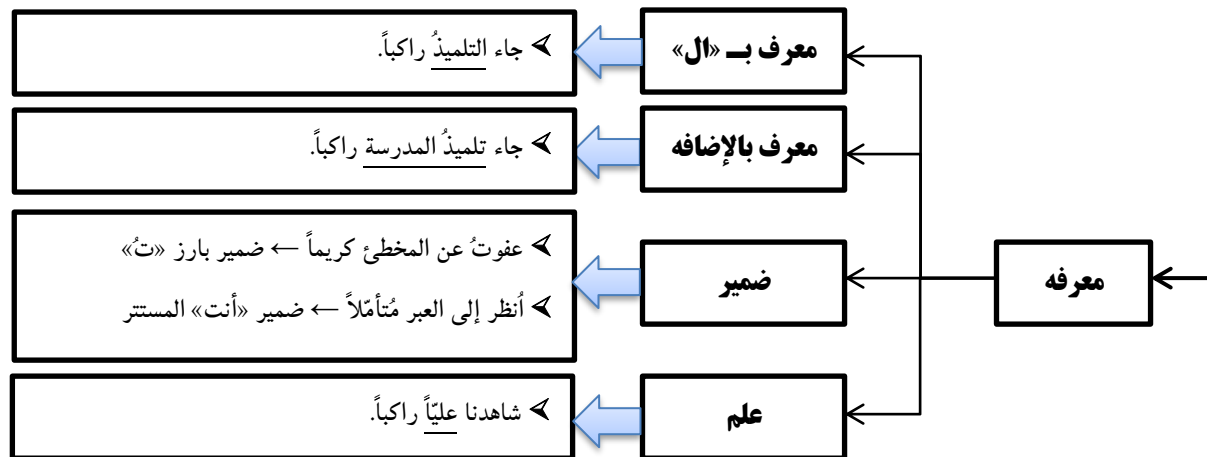 معرفه
معرف بـ «ال»
جاء التلميذُ راكباً.
معرف بالإضافه
جاء تلميذُ المدرسة راكباً.
ضمير
عفوتُ عن المخطئ كريماً ← ضمير بارز «تُ»
اُنظر إلى العبر مُتأمّلاً ← ضمير «أنت» المستتر
علم
شاهدنا عليّاً راكباً.